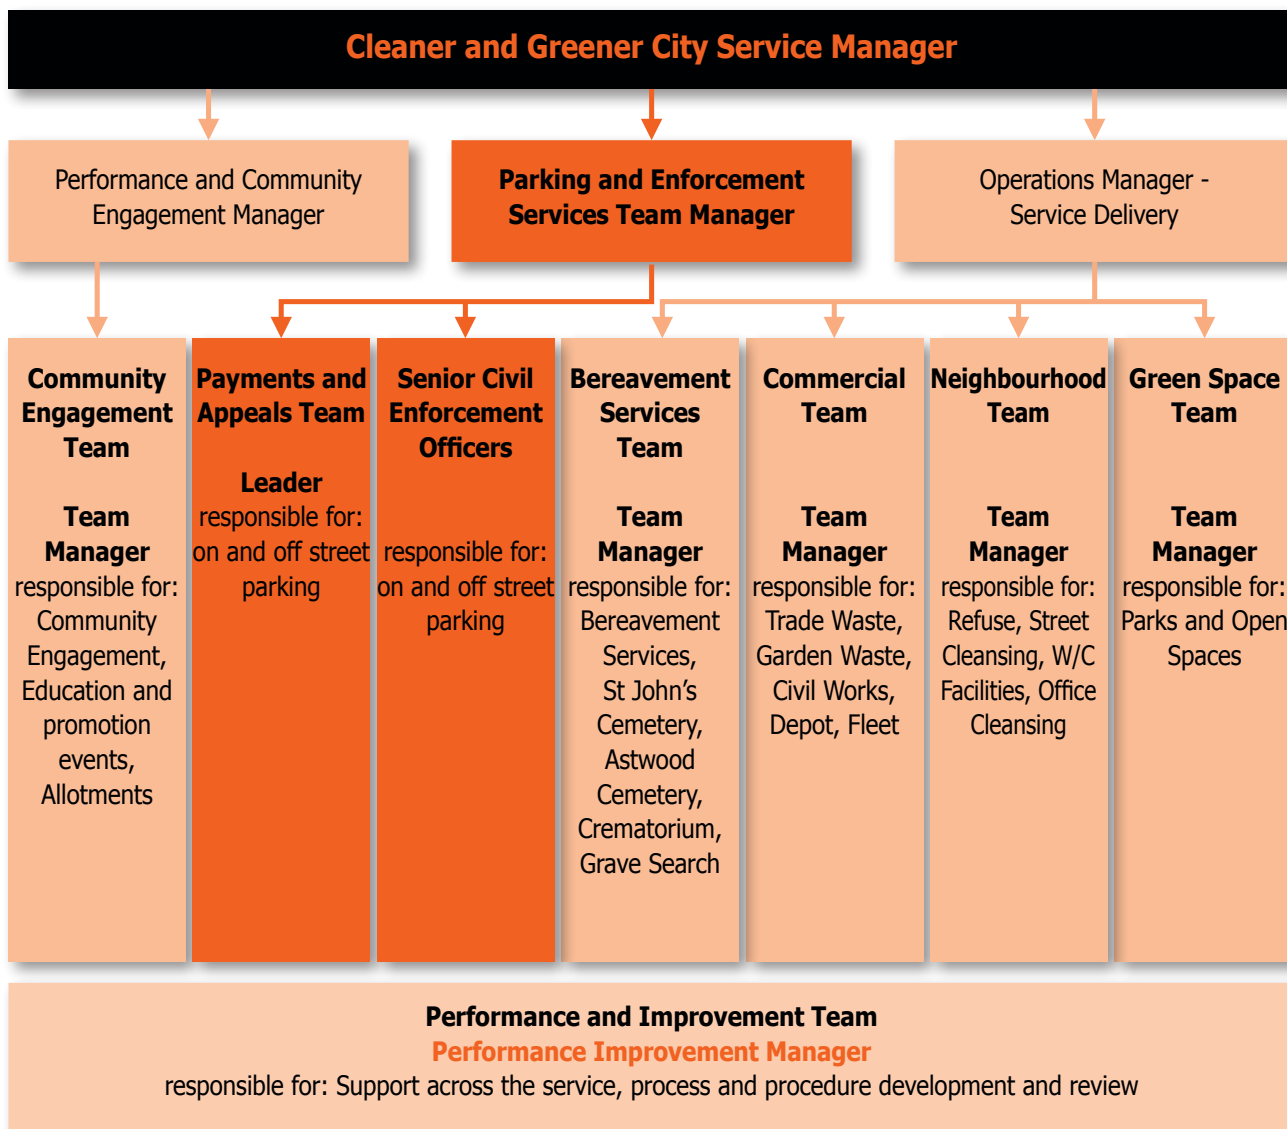 Cleaner and Greener City Service Manager
Performance and Community
Engagement Manager
Parking and Enforcement
Services Team Manager
Operations Manager -
Service Delivery
Community
Engagement
Team
Team
Manager
responsible for:
Community
Engagement,
Education and
promotion
events,
Allotments
Payments and
Appeals Team
Leader
responsible for:
on and off street
parking
Senior Civil
Enforcement
Officers
responsible for:
on and off street
parking
Bereavement
Services
Team
Team
Manager
responsible for:
Bereavement
Services,
St John’s
Cemetery,
Astwood
Cemetery,
Crematorium,
Grave Search
Commercial
Team
Team
Manager
responsible for:
Trade Waste,
Garden Waste,
Civil Works,
Depot, Fleet
Neighbourhood
Team
Team
Manager
responsible for:
Refuse, Street
Cleansing, W/C
Facilities, Office
Cleansing
Green Space
Team
Team
Manager
responsible for:
Parks and Open
Spaces
Performance and Improvement Team
Performance Improvement Manager
responsible for: Support across the service, process and procedure development and review